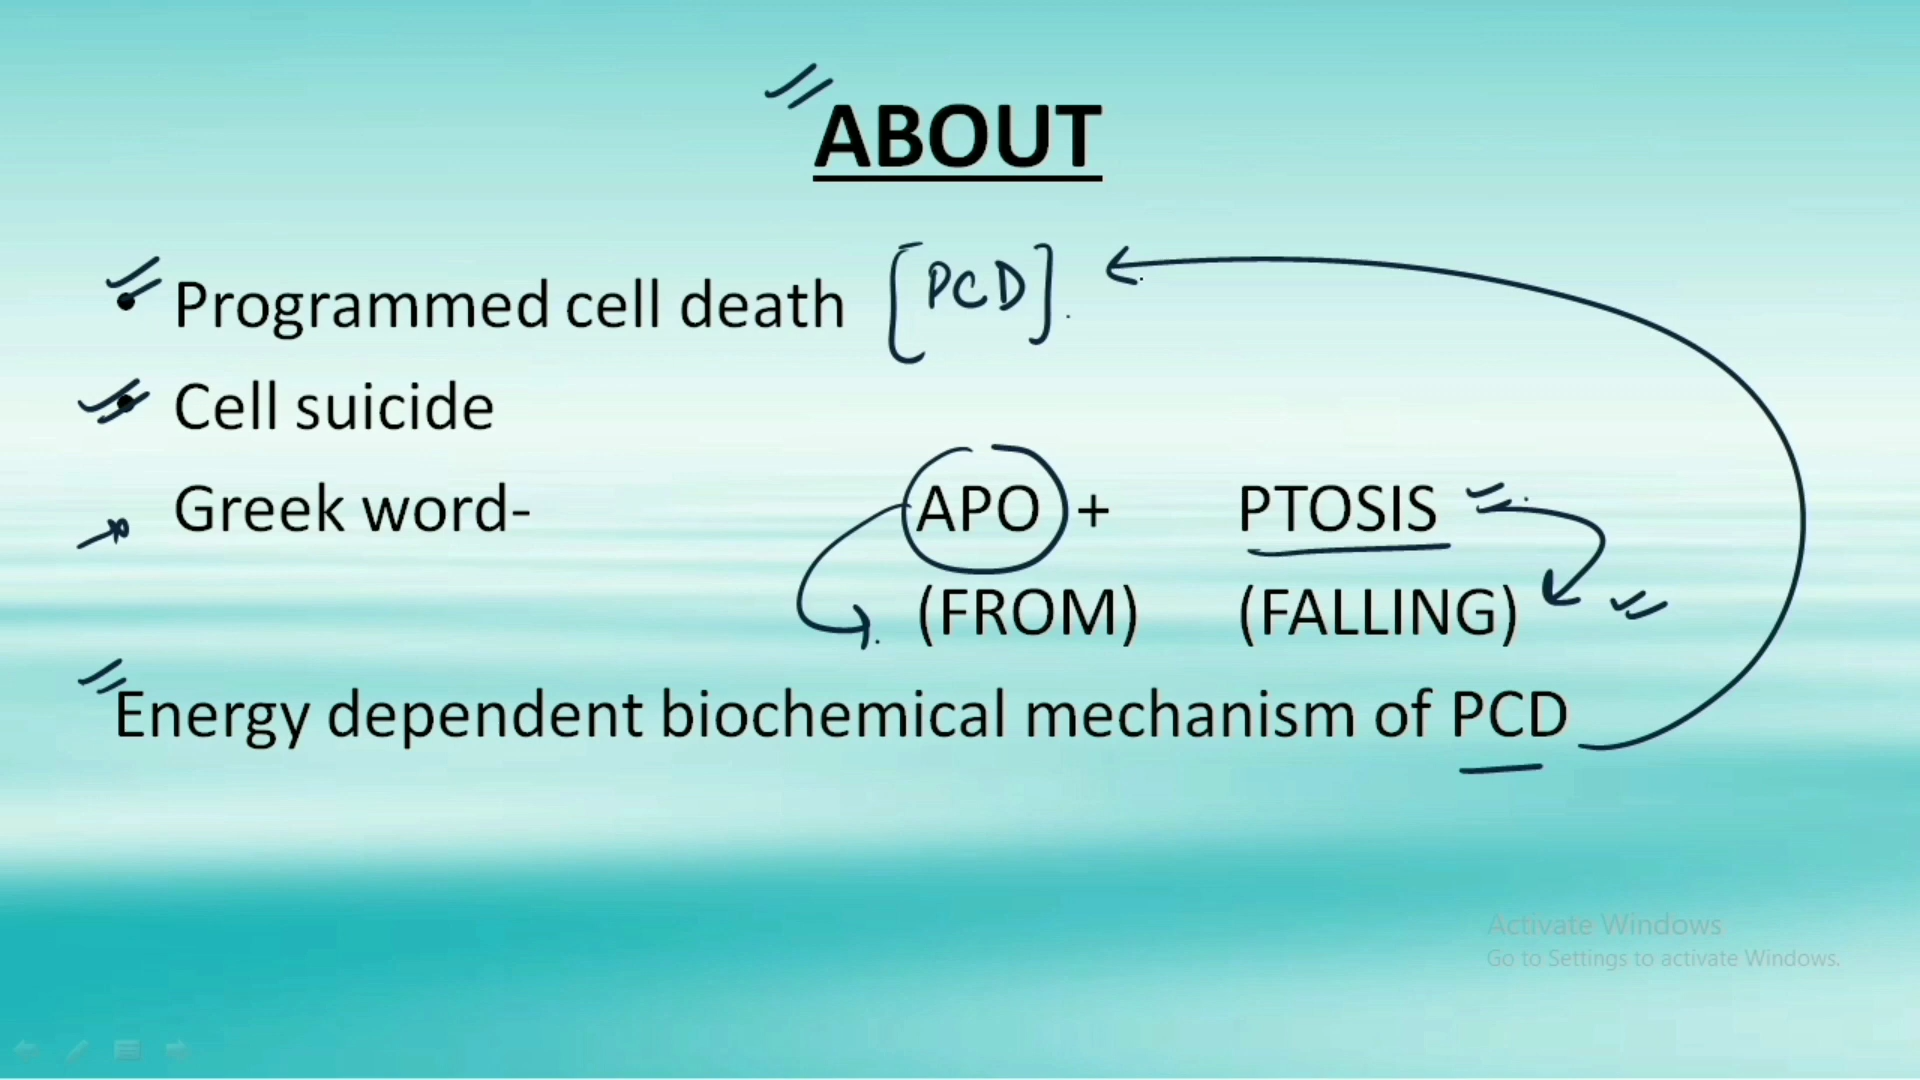 ABOUT
• Programmed cell death [PCD].
• Cell suicide
Greek word- APO + PTOSIS
(FROM) (FALLING)
Energy dependent biochemical mechanism of PCD
Activate Windows
Go to Settings to activate Windows.